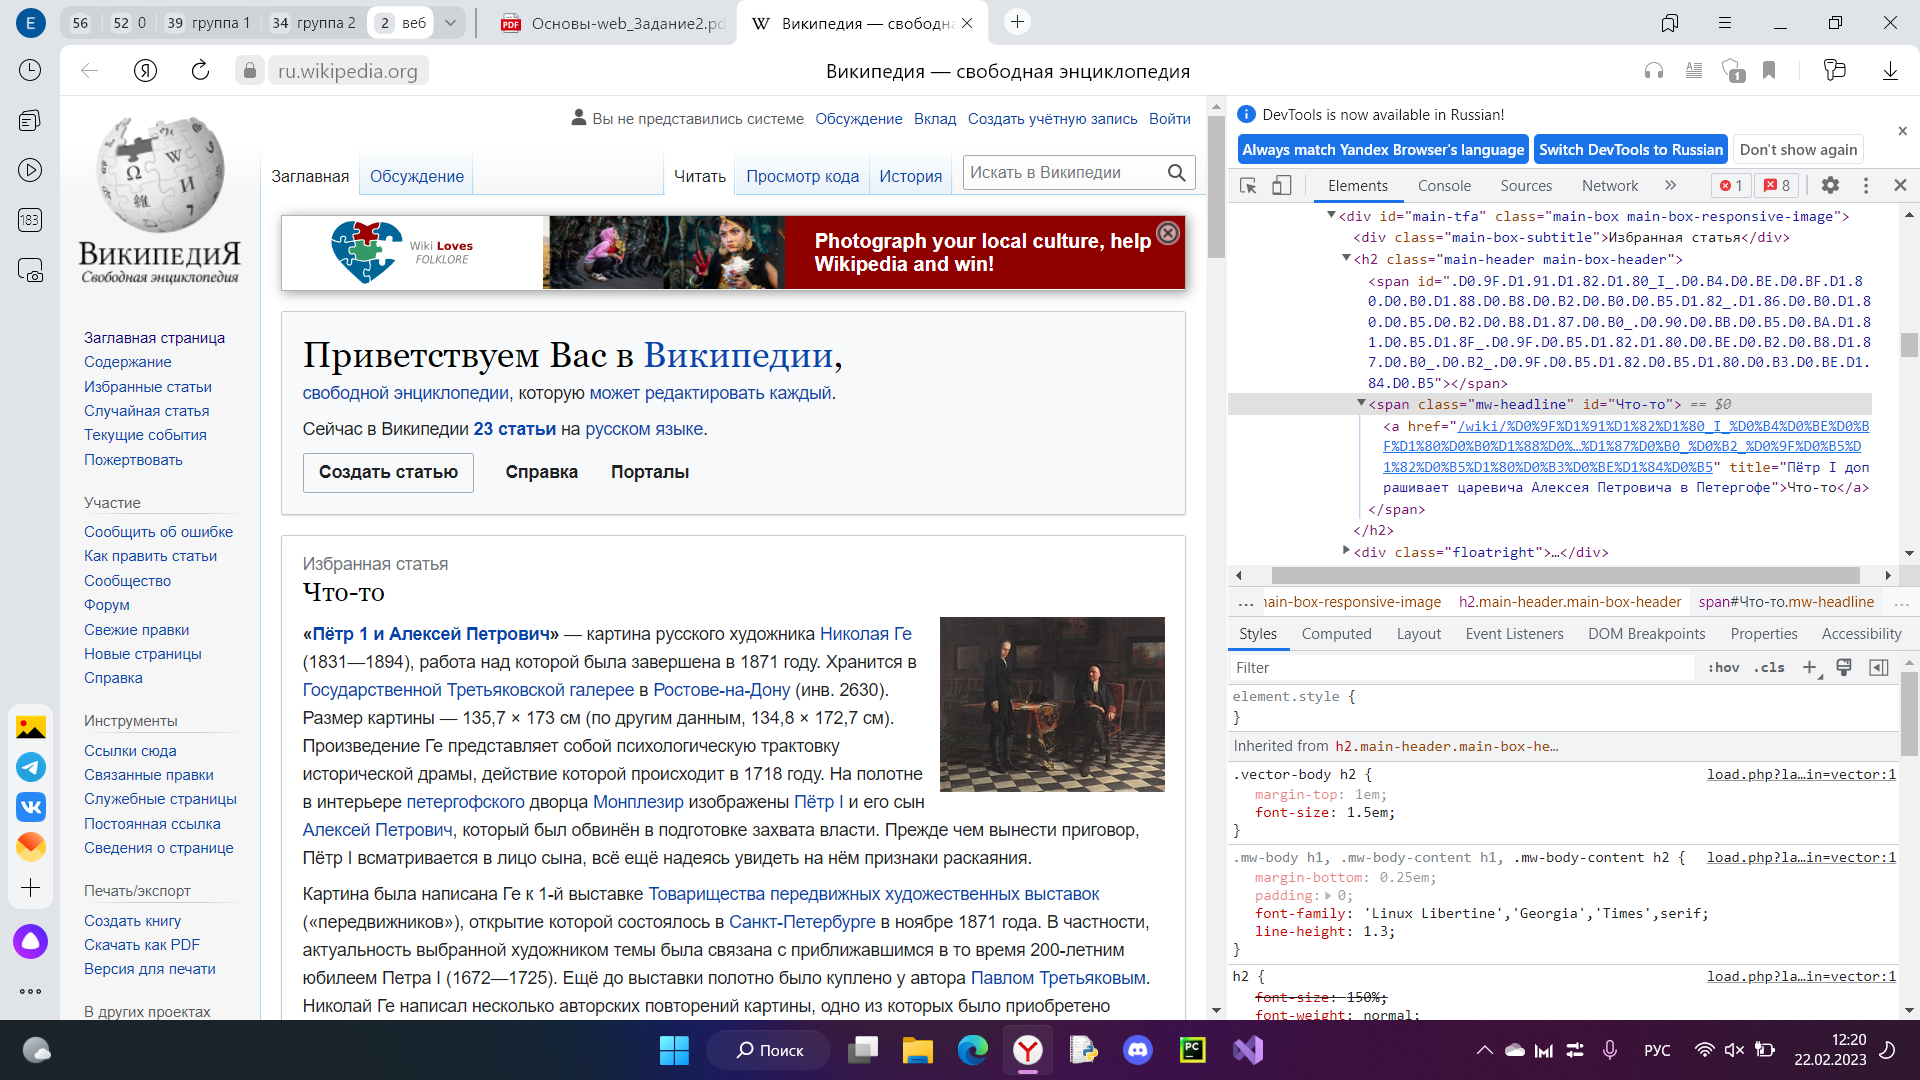 E
56
52 0
39 группа 1
34 группа 2
2 веб
Основы-web_Задание2.pd
W Википедия — свободна
Я
ru.wikipedia.org
Википедия — свободная энциклопедия
1
183
ВИКИПЕДИЯ
Свободная энциклопедия
Вы не представились системе Обсуждение Вклад Создать учётную запись Войти
Заглавная Обсуждение Читать Просмотр кода История Искать в Википедии
Wiki Loves
FOLKLORE
Photograph your local culture, help
Wikipedia and win!
Заглавная страница
Содержание
Избранные статьи
Случайная статья
Текущие события
Пожертвовать
Участие
Сообщить об ошибке
Как править статьи
Сообщество
Форум
Свежие правки
Новые страницы
Справка
Инструменты
Ссылки сюда
Связанные правки
Служебные страницы
Постоянная ссылка
Сведения о странице
Печать/экспорт
Создать книгу
Скачать как PDF
Версия для печати
В других проектах
Приветствуем Вас в Википедии,
свободной энциклопедии, которую может редактировать каждый.
Сейчас в Википедии 23 статьи на русском языке.
Создать статью Справка Порталы
Избранная статья
Что-то
«Пётр 1 и Алексей Петрович» — картина русского художника Николая Ге
(1831—1894), работа над которой была завершена в 1871 году. Хранится в
Государственной Третьяковской галерее в Ростове-на-Дону (инв. 2630).
Размер картины — 135,7 × 173 см (по другим данным, 134,8 × 172,7 см).
Произведение Ге представляет собой психологическую трактовку
исторической драмы, действие которой происходит в 1718 году. На полотне
в интерьере петергофского дворца Монплезир изображены Пётр I и его сын
Алексей Петрович, который был обвинён в подготовке захвата власти. Прежде чем вынести приговор,
Пётр I всматривается в лицо сына, всё ещё надеясь увидеть на нём признаки раскаяния.
Картина была написана Ге к 1-й выставке Товарищества передвижных художественных выставок
(«передвижников»), открытие которой состоялось в Санкт-Петербурге в ноябре 1871 года. В частности,
актуальность выбранной художником темы была связана с приближавшимся в то время 200-летним
юбилеем Петра I (1672—1725). Ещё до выставки полотно было куплено у автора Павлом Третьяковым.
Николай Ге написал несколько авторских повторений картины, одно из которых было приобретено
DevTools is now available in Russian!
Always match Yandex Browser's language Switch DevTools to Russian Don't show again
Elements Console Sources Network » 1 8
<div id="main-tfa" class="main-box main-box-responsive-image">
<div class="main-box-subtitle">Избранная статья</div>
<h2 class="main-header main-box-header">
<span id=".D0.9F.D1.91.D1.82.D1.80_I_.D0.B4.D0.BE.D0.BF.D1.8
0.D0.B0.D1.88.D0.B8.D0.B2.D0.B0.D0.B5.D1.82_.D1.86.D0.B0.D1.8
0.D0.B5.D0.B2.D0.B8.D1.87.D0.B0_.D0.90.D0.BB.D0.B5.D0.BA.D1.8
1.D0.B5.D1.8F_.D0.9F.D0.B5.D1.82.D1.80.D0.BE.D0.B2.D0.B8.D1.8
7.D0.B0_.D0.B2_.D0.9F.D0.B5.D1.82.D0.B5.D1.80.D0.B3.D0.BE.D1.
84.D0.B5"></span>
<span class="mw-headline" id="Что-то"> == $0
<a href="/wiki/%D0%9F%D1%91%D1%82%D1%80_I_%D0%B4%D0%BE%D0%B
F%D1%80%D0%B0%D1%88%D0%…%D1%87%D0%B0_%D0%B2_%D0%9F%D0%B5%D
1%82%D0%B5%D1%80%D0%B3%D0%BE%D1%84%D0%B5" title="Пётр I доп
рашивает царевича Алексея Петровича в Петергофе">Что-то</a>
</span>
</h2>
<div class="floatright">…</div>
... nain-box-responsive-image h2.main-header.main-box-header span#Что-то.mw-headline ...
Styles Computed Layout Event Listeners DOM Breakpoints Properties Accessibility
Filter :hov .cls +
element.style {
}
Inherited from h2.main-header.main-box-he…
.vector-body h2 { load.php?la…in=vector:1
margin-top: 1em;
font-size: 1.5em;
}
.mw-body h1, .mw-body-content h1, .mw-body-content h2 { load.php?la…in=vector:1
margin-bottom: 0.25em;
padding: 0;
font-family: 'Linux Libertine','Georgia','Times',serif;
line-height: 1.3;
}
h2 { load.php?la…in=vector:1
font-size: 150%;
font-weight: normal;
Поиск
РУС
12:20
22.02.2023